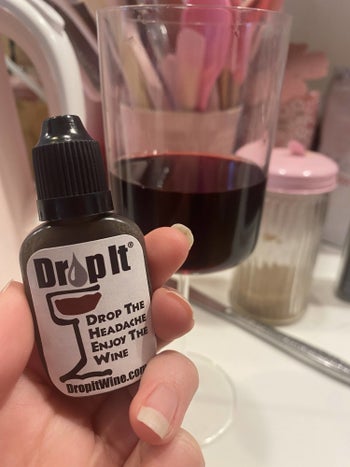 Drop It®
Drop The
Headache
Enjoy The
Wine
DropItWine.com